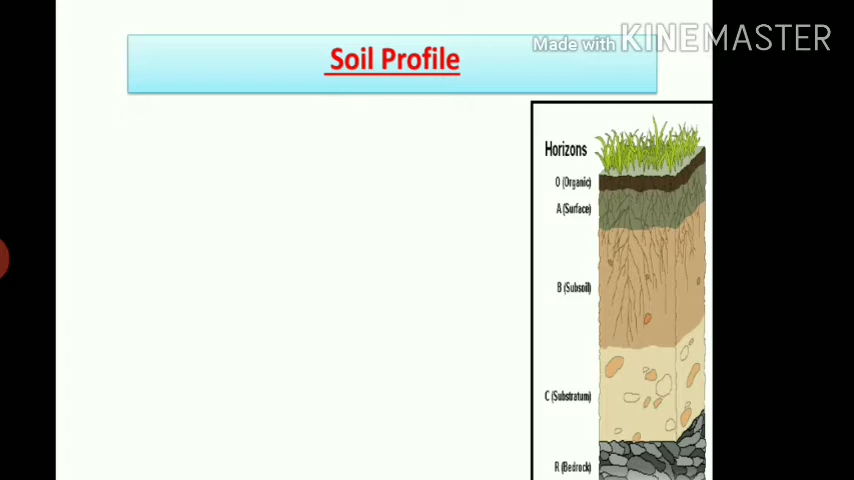 Made with KINEMASTER
Soil Profile
Horizons
O (Organic)
A (Surface)
B (Subsoil)
C (Substratum)
R (Bedrock)